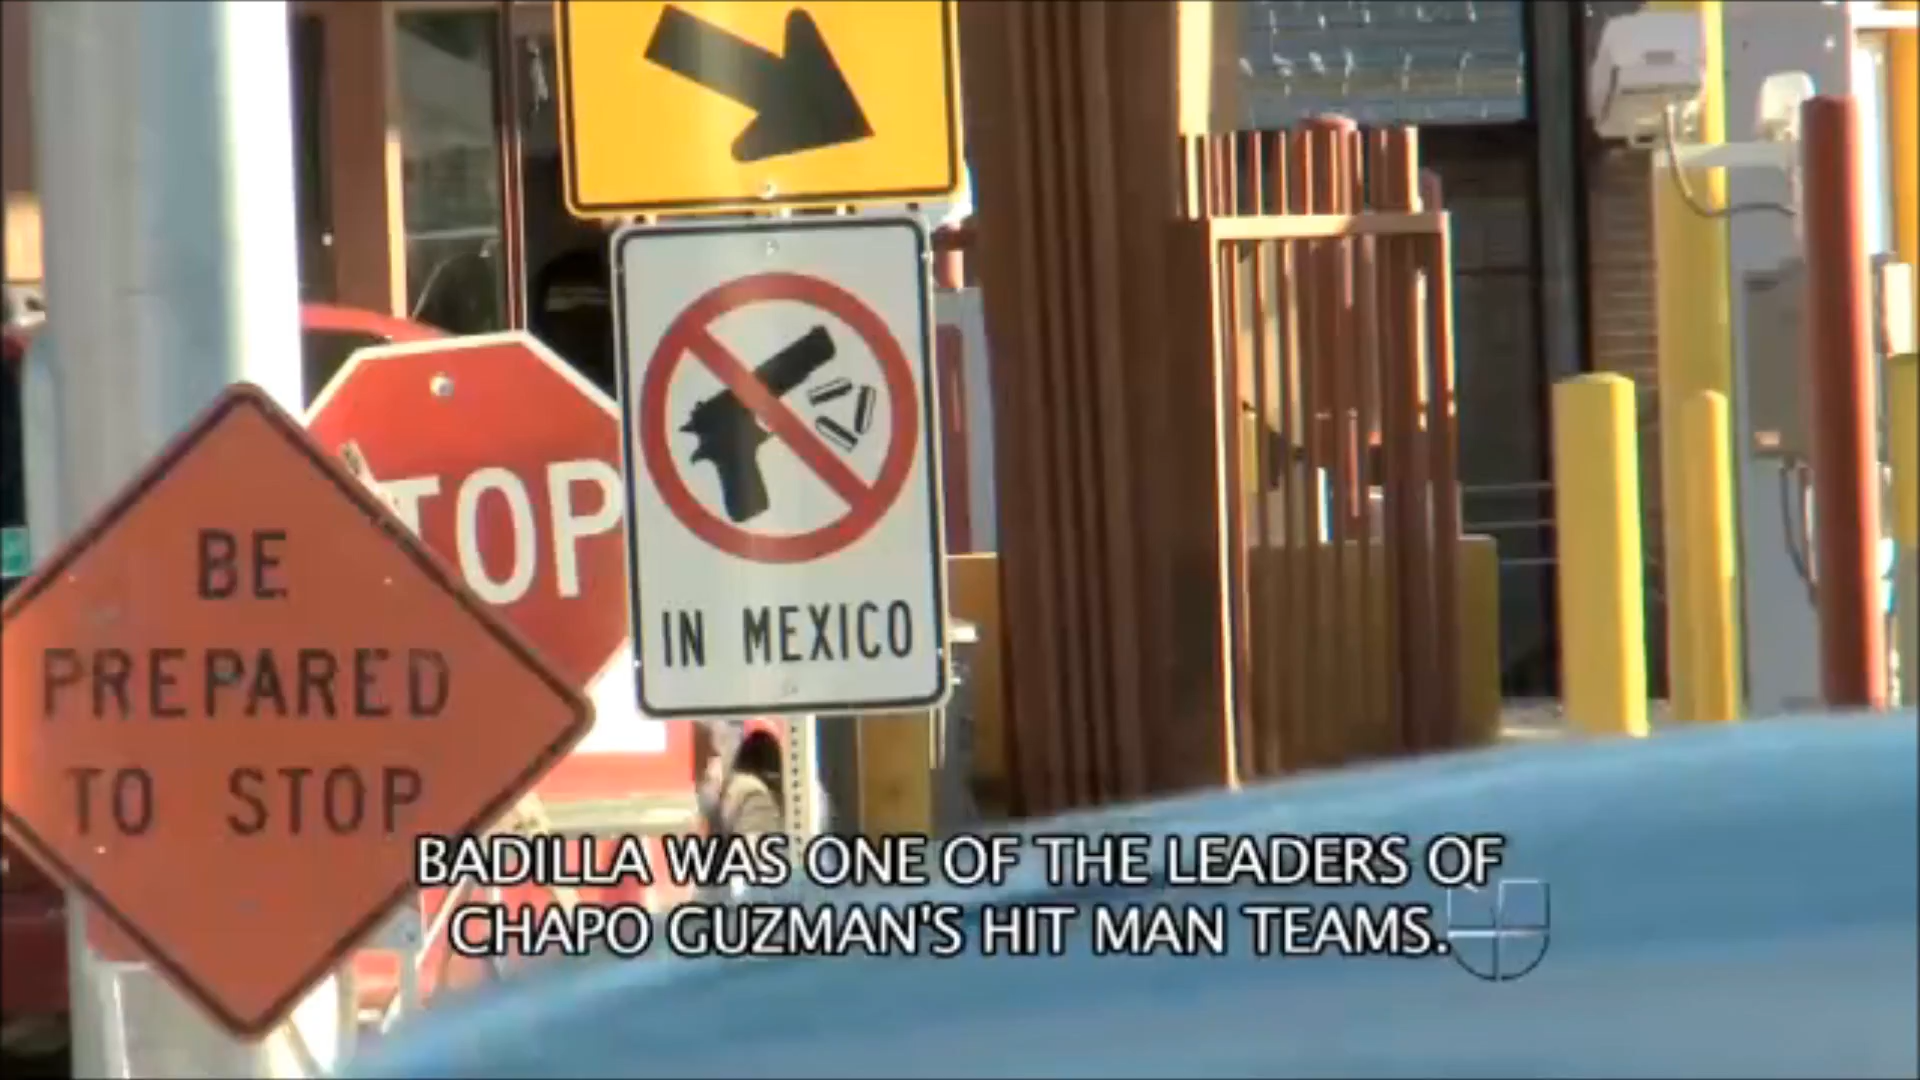 IN MEXICO
TOP
BE
PREPARED
TO STOP
BADILLA WAS ONE OF THE LEADERS OF
CHAPO GUZMAN'S HIT MAN TEAMS.